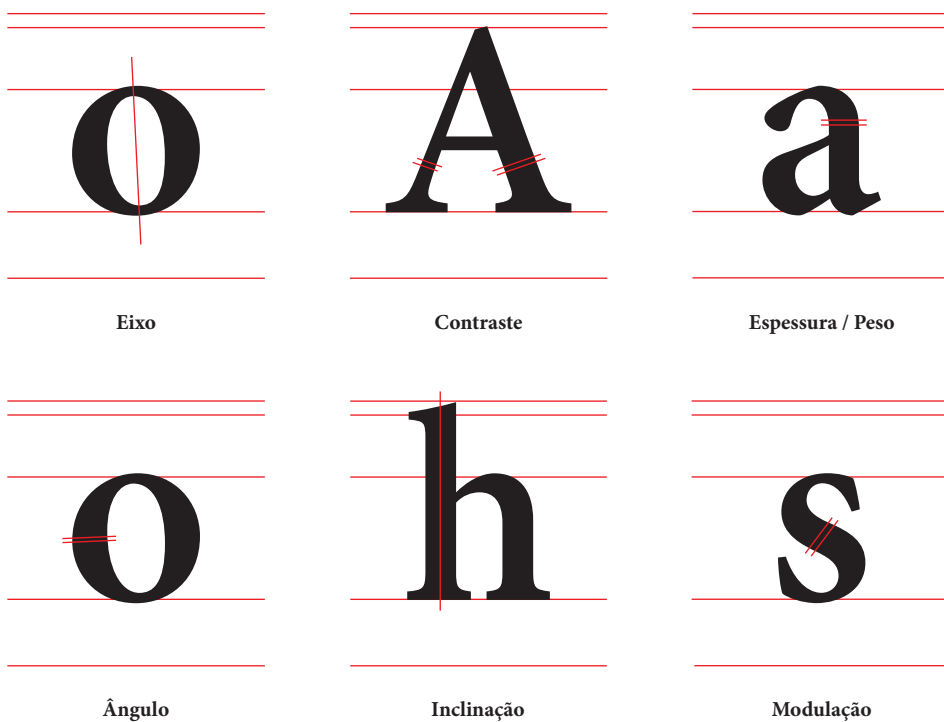 o A a
Eixo Contraste Espessura / Peso
o h s
Ângulo Inclinação Modulação